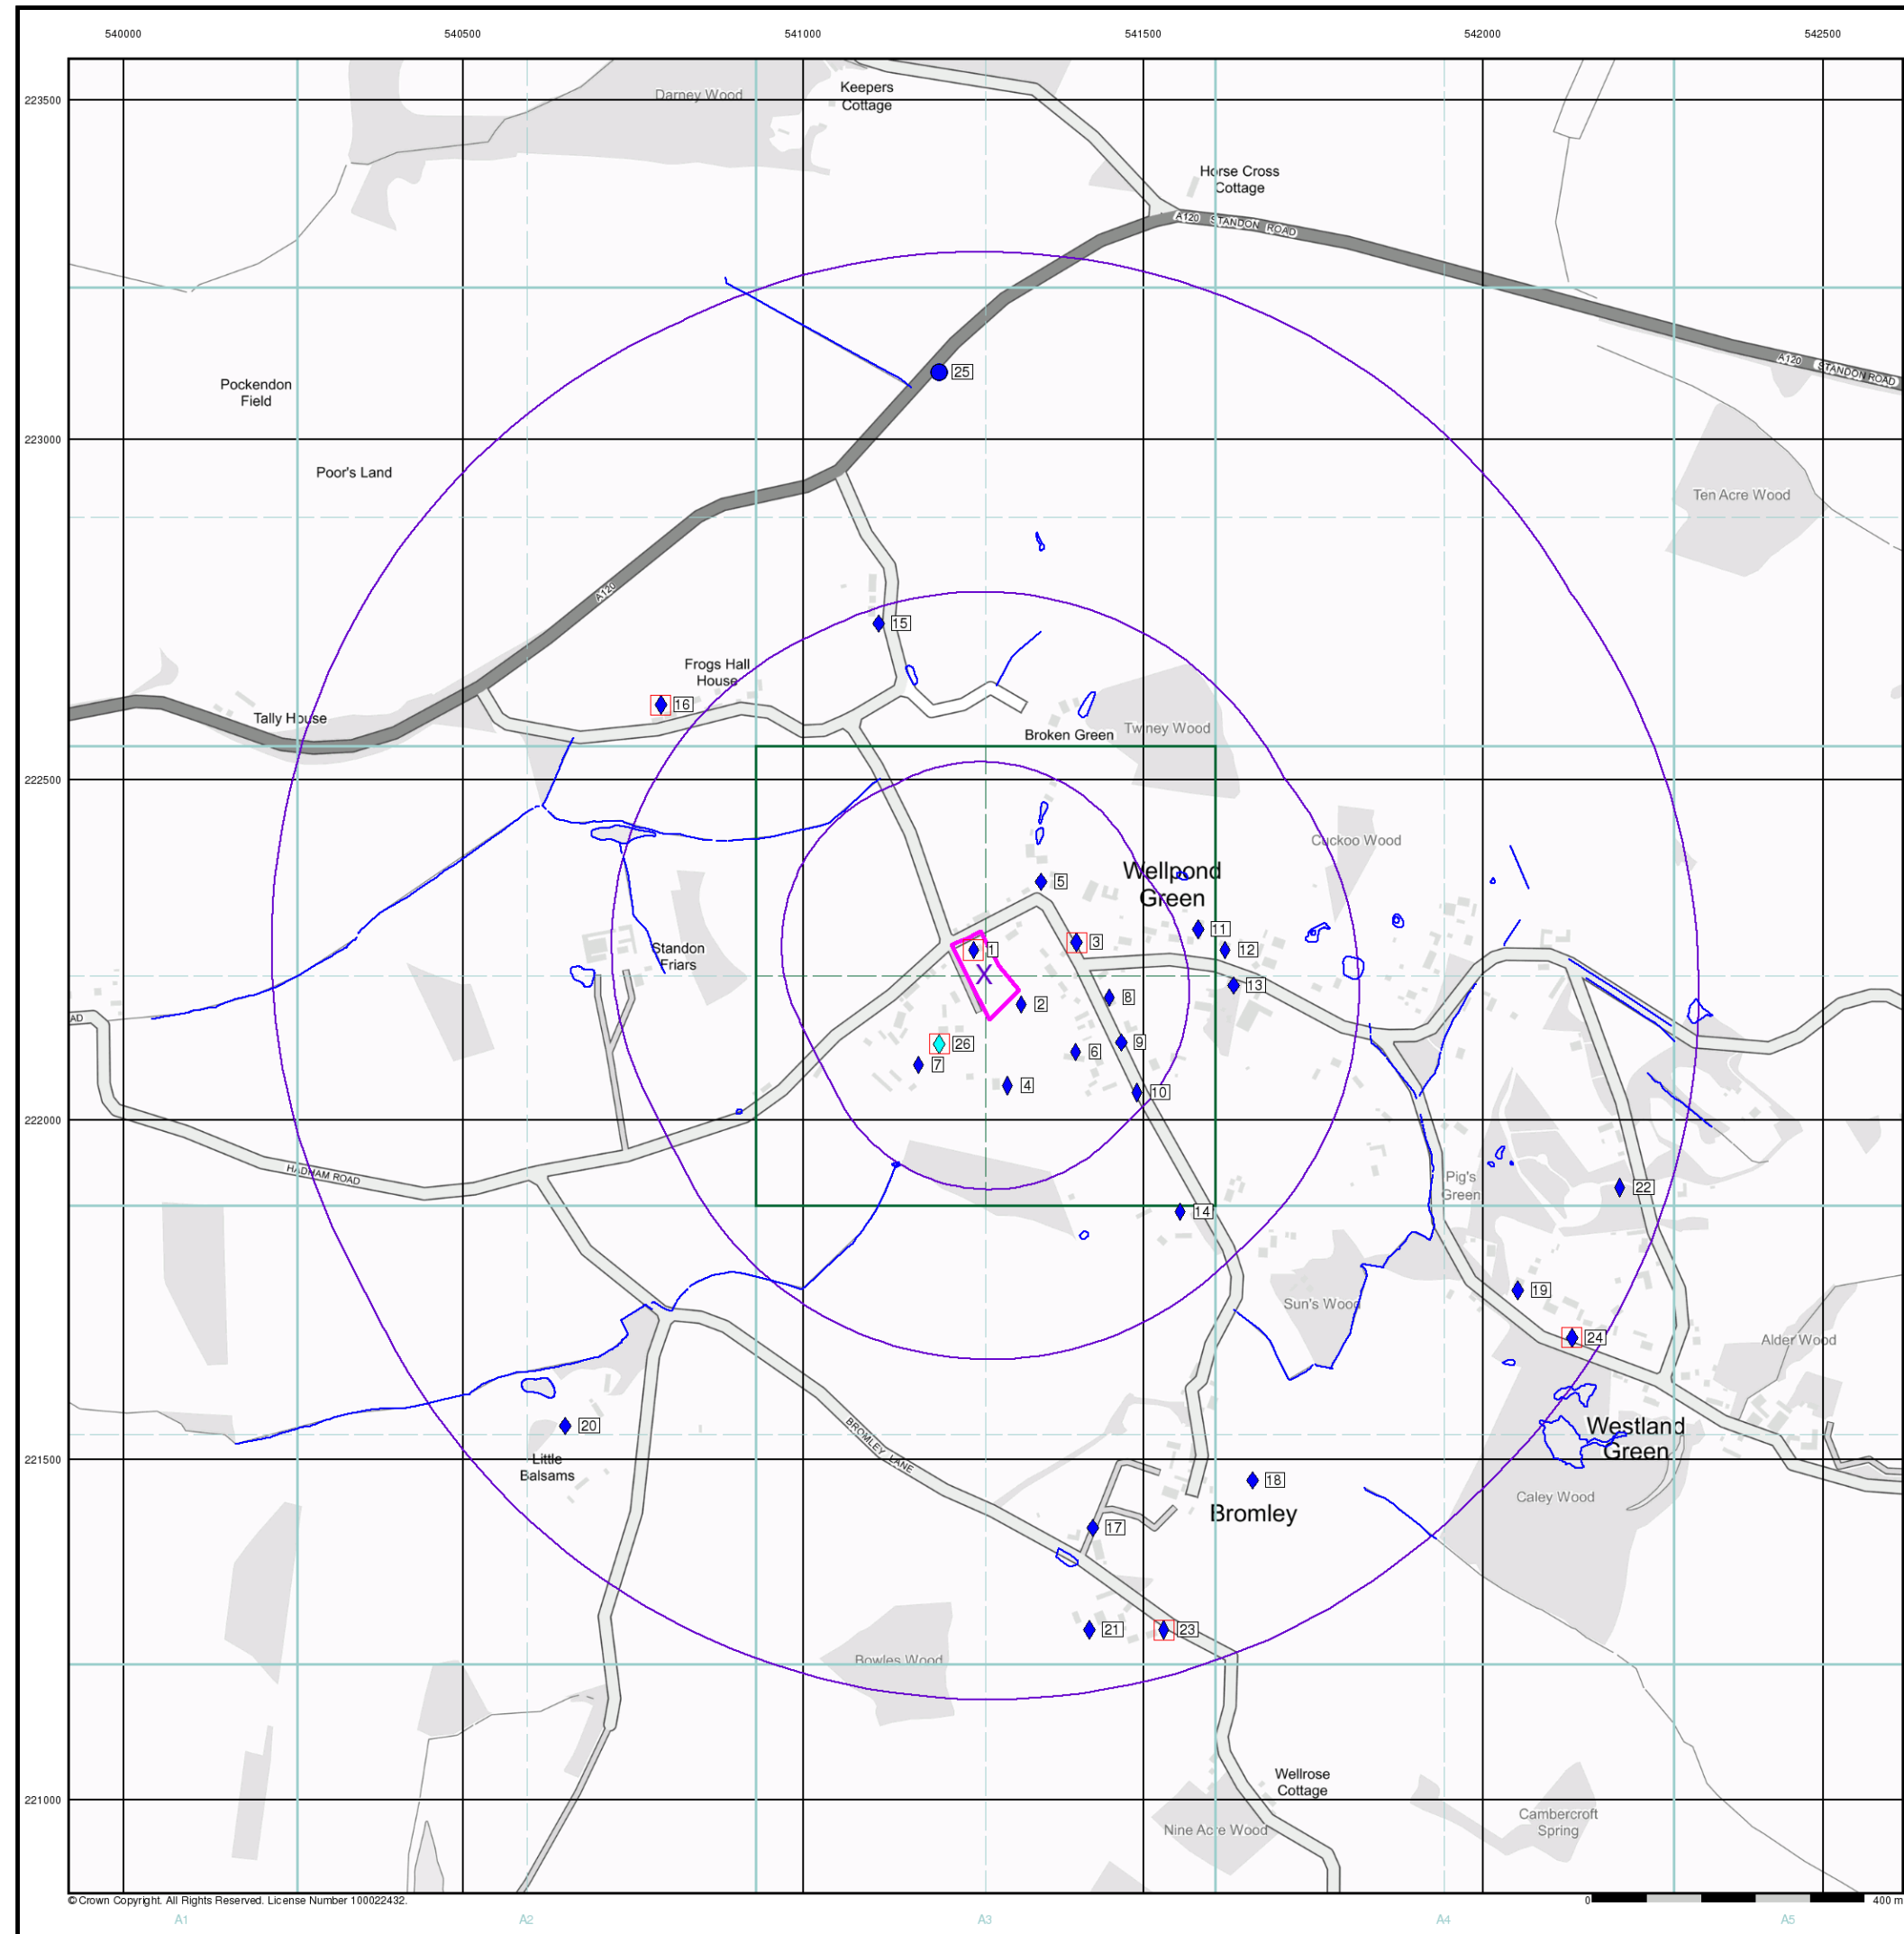 540000 540500 541000 541500 542000 542500
223500
Darney Wood
Keepers
Cottage
Horse Cross
Cottage
A120 STANDON ROAD
A120 STANDON ROAD
25
Pockendon
Field
223000
Poor's Land
Ten Acre Wood
A120
15
Frogs Hall
House
16
Tally House
Broken Green
Twiney Wood
222500
Cuckoo Wood
Wellpond
Green
5
11
3
12
1
Standon
Friars
X
13
8
2
AD
26
9
6
7
4
10
222000
HADHAM ROAD
Pig's
Green
22
14
19
Sun's Wood
24
Alder Wood
20
Little
Balsams
BROMLEY LANE
Westland
Green
221500
18
Caley Wood
Bromley
17
21
23
Bowles Wood
Wellrose
Cottage
221000
Nine Acre Wood
Cambercroft
Spring
© Crown Copyright. All Rights Reserved. License Number 100022432.
0 400 m
A1 A2 A3 A4 A5